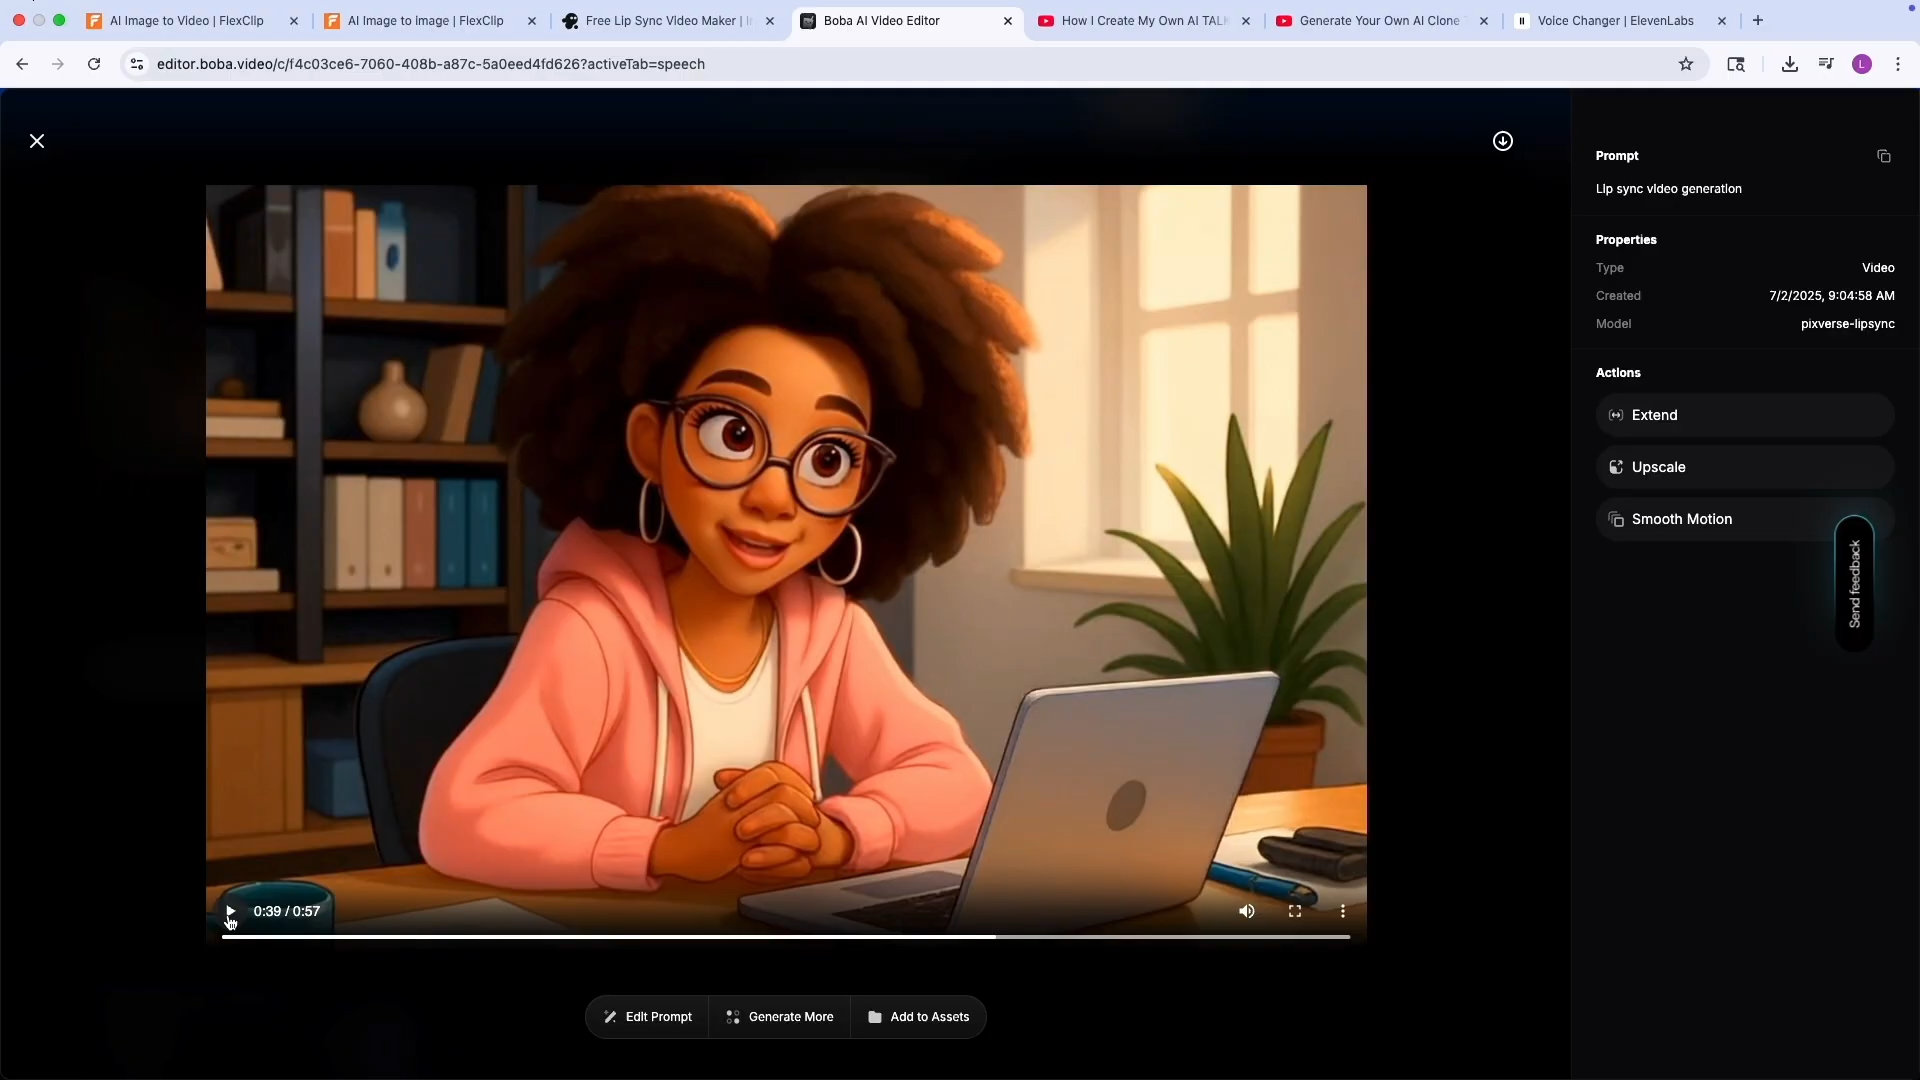 AI Image to Video | FlexClip
AI Image to image | FlexClip
Free Lip Sync Video Maker |
Boba AI Video Editor
How I Create My Own AI TALK
Generate Your Own AI Clone
Voice Changer | ElevenLabs
editor.boba.video/c/f4c03ce6-7060-408b-a87c-5a0eed4fd626?activeTab=speech
L
Prompt
Lip sync video generation
Properties
Type Video
Created 7/2/2025, 9:04:58 AM
Model pixverse-lipsync
Actions
Extend
Upscale
Smooth Motion
Send feedback
0:39 / 0:57
Edit Prompt
Generate More
Add to Assets